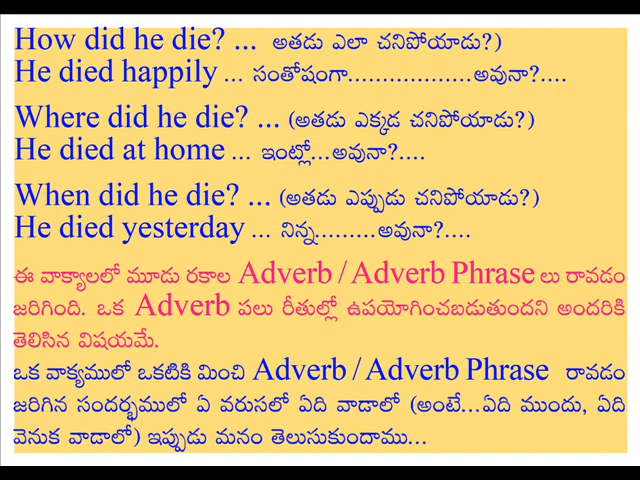 How did he die? ... అతడు ఎలా చనిపోయాడు?)
He died happily ... సంతోషంగా..................అవునా?....
Where did he die? ... (అతడు ఎక్కడ చనిపోయాడు?)
He died at home ... ఇంట్లో...అవునా?....
When did he die? ... (అతడు ఎప్పుడు చనిపోయాడు?)
He died yesterday ... నిన్న.........అవునా?....
ఈ వాక్యాలలో మూడు రకాల Adverb / Adverb Phrase లు రావడం
జరిగింది. ఒక Adverb పలు రీతుల్లో ఉపయోగించబడుతుందని అందరికి
తెలిసిన విషయమే.
ఒక వాక్యములో ఒకటికి మించి Adverb / Adverb Phrase రావడం
జరిగిన సందర్భములో ఏ వరుసలో ఏది వాడాలో (అంటే...ఏది ముందు, ఏది
వెనుక వాడాలో) ఇప్పుడు మనం తెలుసుకుందాము...